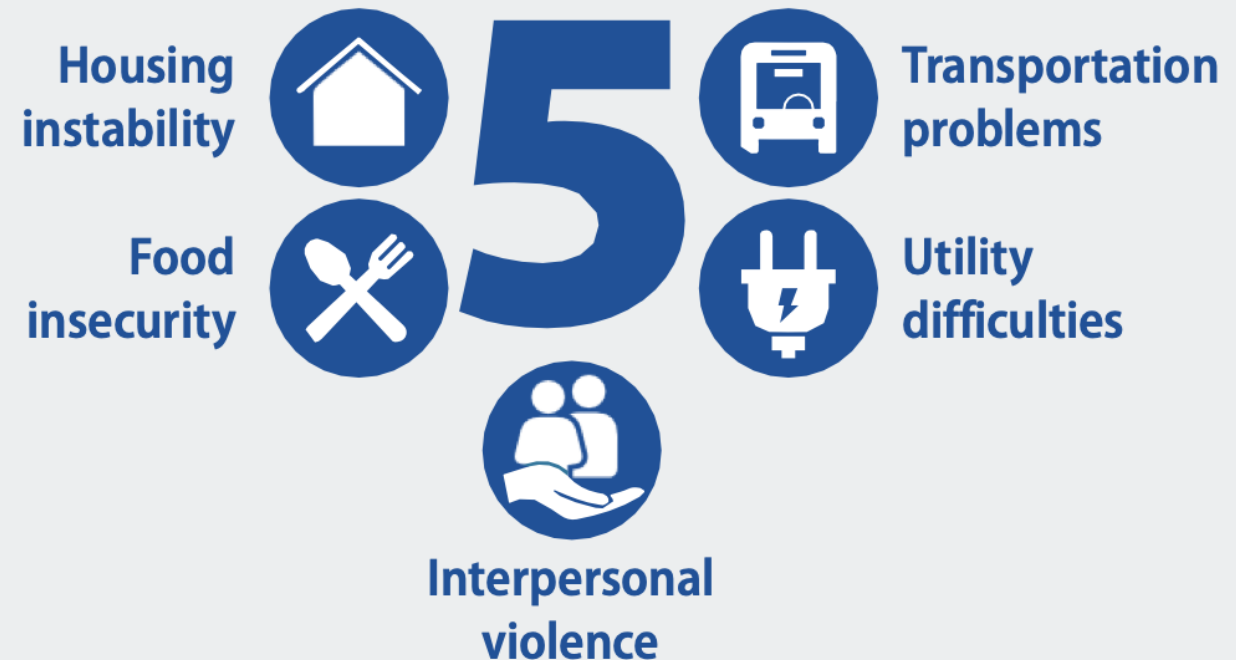 Housing
instability
5
Transportation
problems
Food
insecurity
Utility
difficulties
Interpersonal
violence